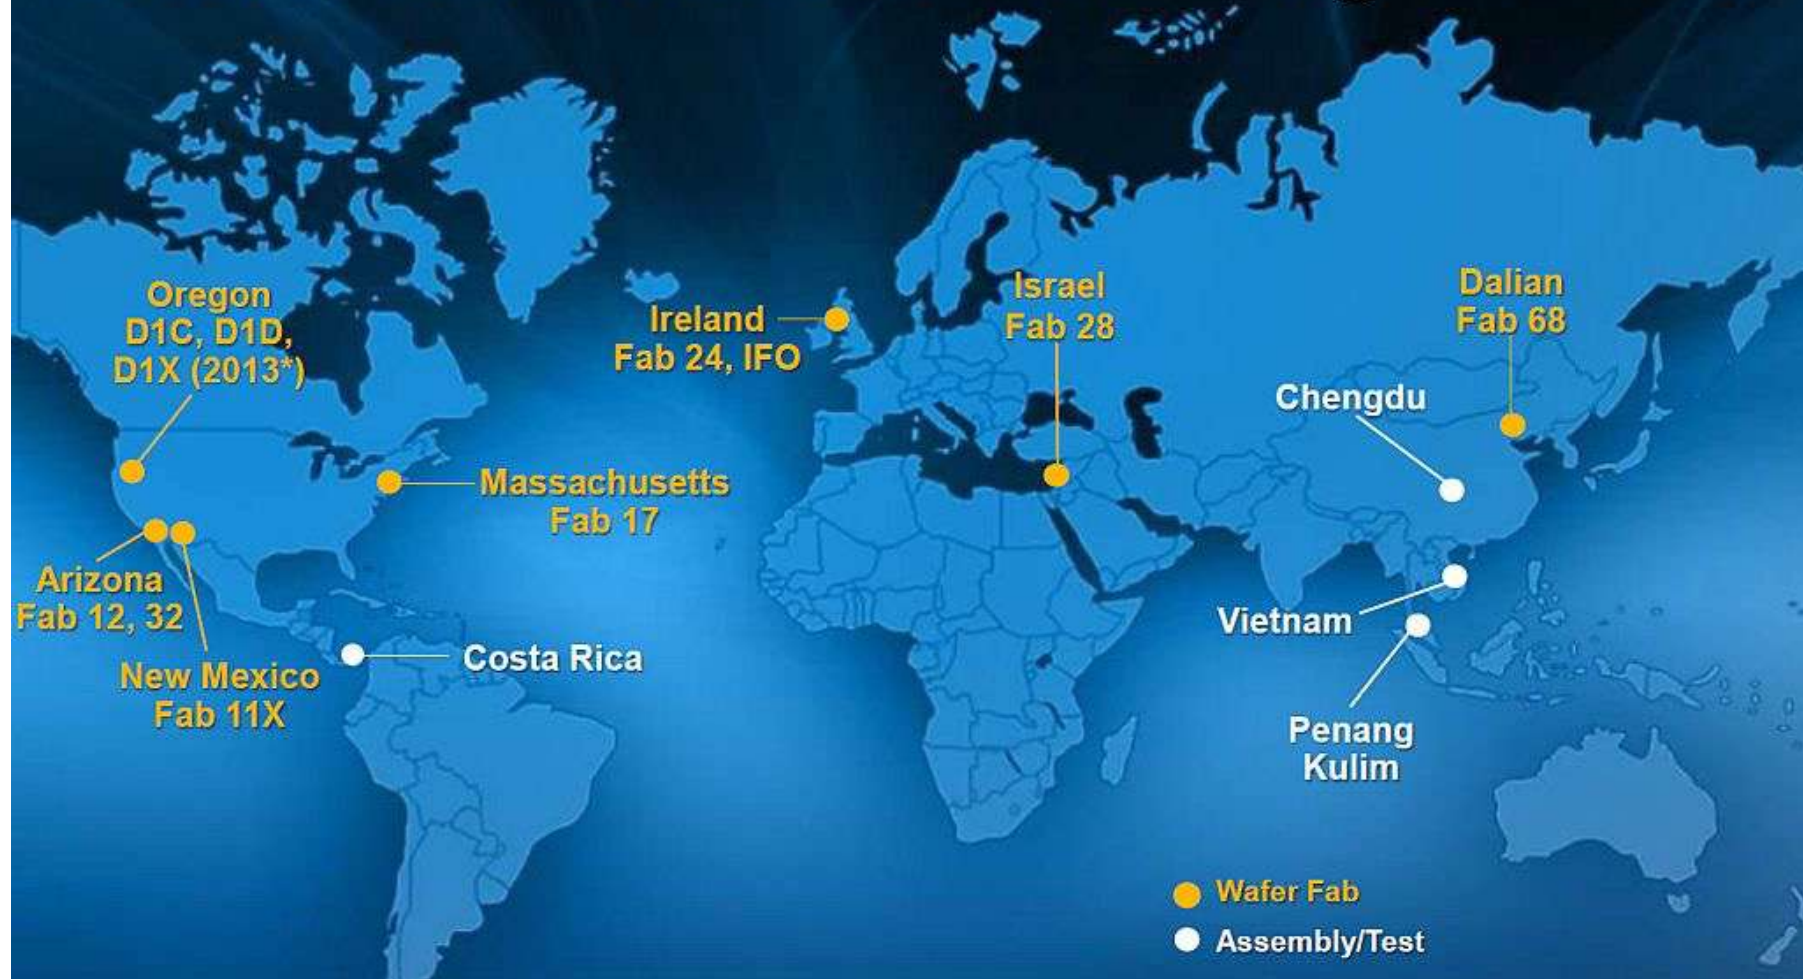 Oregon
D1C, D1D,
D1X (2013*)
Ireland
Fab 24, IFO
Israel
Fab 28
Dalian
Fab 68
Chengdu
Massachusetts
Fab 17
Arizona
Fab 12, 32
New Mexico
Fab 11X
Costa Rica
Vietnam
Penang
Kulim
Wafer Fab
Assembly/Test